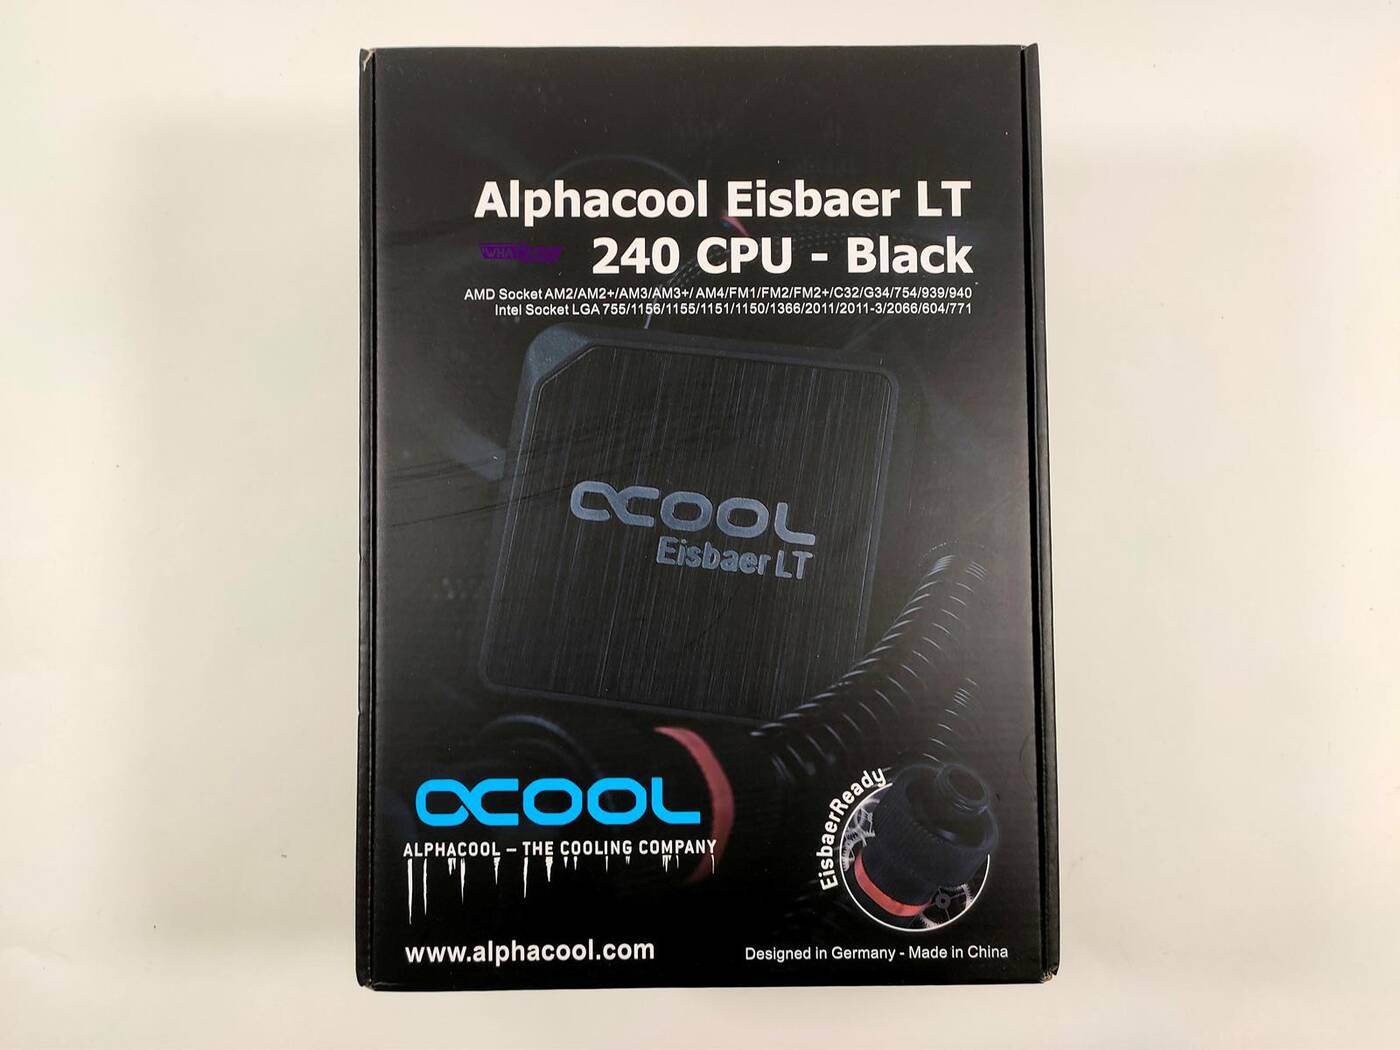 Alphacool Eisbaer LT
240 CPU - Black
AMD Socket AM2/AM2+/AM3/AM3+/ AM4/FM1/FM2/FM2+/C32/G34/754/939/940
Intel Socket LGA 755/1156/1155/1151/1150/1366/2011/2011-3/2066/604/771
COOL
Eisbaer LT
COOL
ALPHACOOL – THE COOLING COMPANY
EisbaerReady
www.alphacool.com
Designed in Germany - Made in China